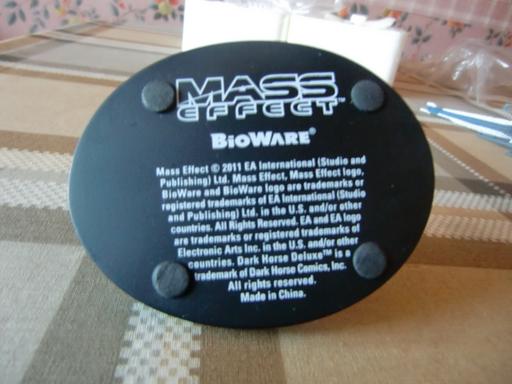 MASS
EFFECT™
BIOWARE®
Mass Effect © 2011 EA International (Studio and
Publishing) Ltd. Mass Effect, Mass Effect logo,
BioWare and BioWare logo are trademarks or
registered trademarks of EA International (Studio
and Publishing) Ltd. in the U.S. and/or other
countries. All Rights Reserved. EA and EA logo
are trademarks or registered trademarks of
Electronic Arts Inc. in the U.S. and/or other
countries. Dark Horse Deluxe™ is a
trademark of Dark Horse Comics, Inc.
All rights reserved.
Made in China.